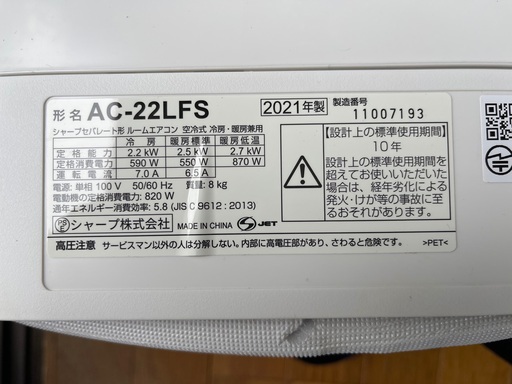 形名 AC-22LFS
2021年製
製造番号
11007193
シャープセパレート形 ルームエアコン 空冷式 冷房・暖房兼用
冷房 暖房 暖房低温
定格能力 2.2 kW 2.5 kW 2.7 kW
定格消費電力 590 W 550 W 870 W
運転電流 7.0 A 6.5 A
電源: 単相 100 V 50/60 Hz 質量: 8 kg
電動機の定格消費電力: 820 W
通年エネルギー消費効率: 5.8 (JIS C 9612 : 2013)
PSE シャープ株式会社 MADE IN CHINA S JET
【設計上の標準使用期間】
10年
設計上の標準使用期間を
超えてお使いいただいた
場合は、経年劣化による
発火・けが等の事故に至る
おそれがあります。
高圧注意 サービスマン以外の人は分解しない。内部に高電圧部があり、さわると危険です。
>PET<